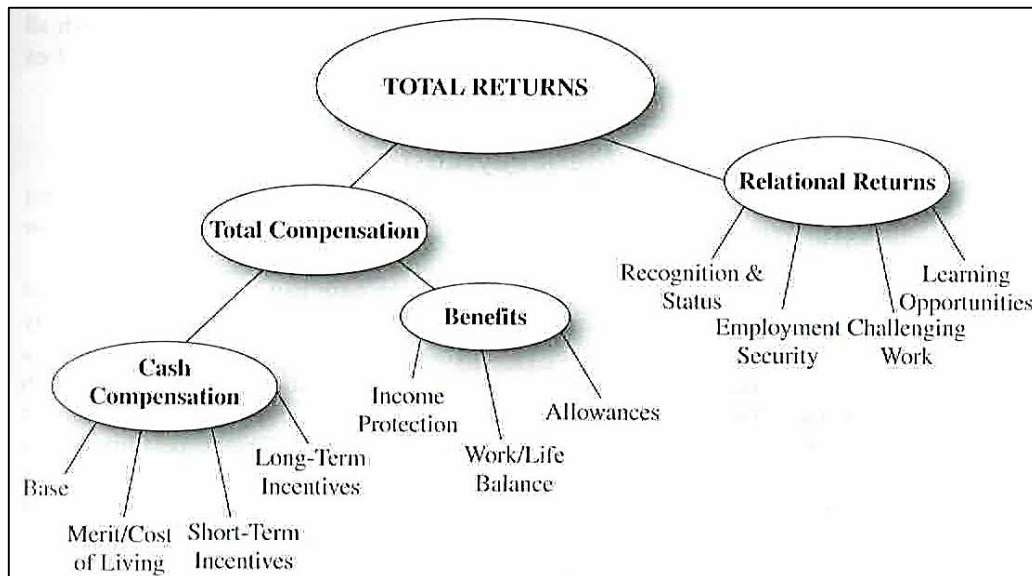 TOTAL RETURNS
Relational Returns
Total Compensation
Recognition &
Status
Employment
Security
Challenging
Work
Learning
Opportunities
Benefits
Cash
Compensation
Income
Protection
Work/Life
Balance
Allowances
Base
Merit/Cost
of Living
Short-Term
Incentives
Long-Term
Incentives